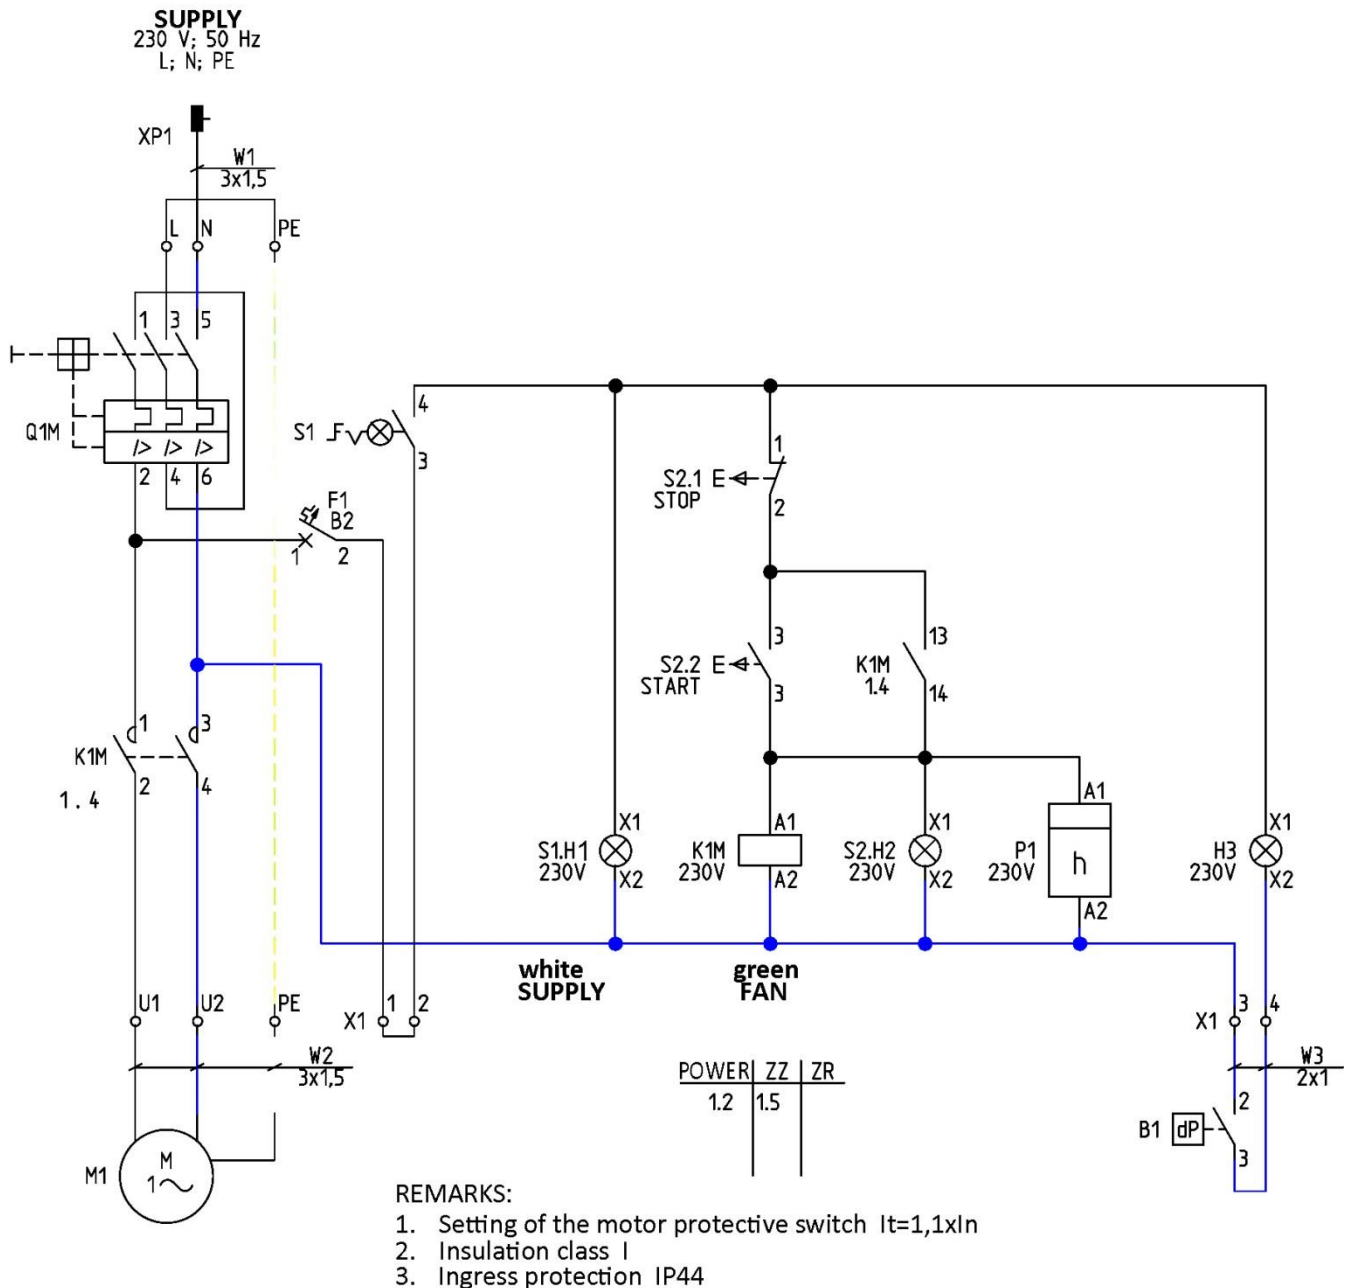 SUPPLY
230 V; 50 Hz
L; N; PE
XP1
W1
3x1,5
L N PE
1 3 5
Q1M
I> I> I>
2 4 6
S1
4
3
F1
B2
1 2
S2.1
STOP
1
2
S2.2
START
3
3
K1M
1.4
13
14
K1M
1.4
1 3
2 4
S1.H1
230V
X1
X2
K1M
230V
A1
A2
S2.H2
230V
X1
X2
P1
230V
A1
h
A2
H3
230V
X1
X2
white
SUPPLY
green
FAN
U1 U2 PE
X1 1 2
X1 3 4
W2
3x1,5
W3
2x1
POWER ZZ ZR
1.2 1.5
B1 dP
2
3
M1
M
1
REMARKS:
1. Setting of the motor protective switch It=1,1xIn
2. Insulation class I
3. Ingress protection IP44